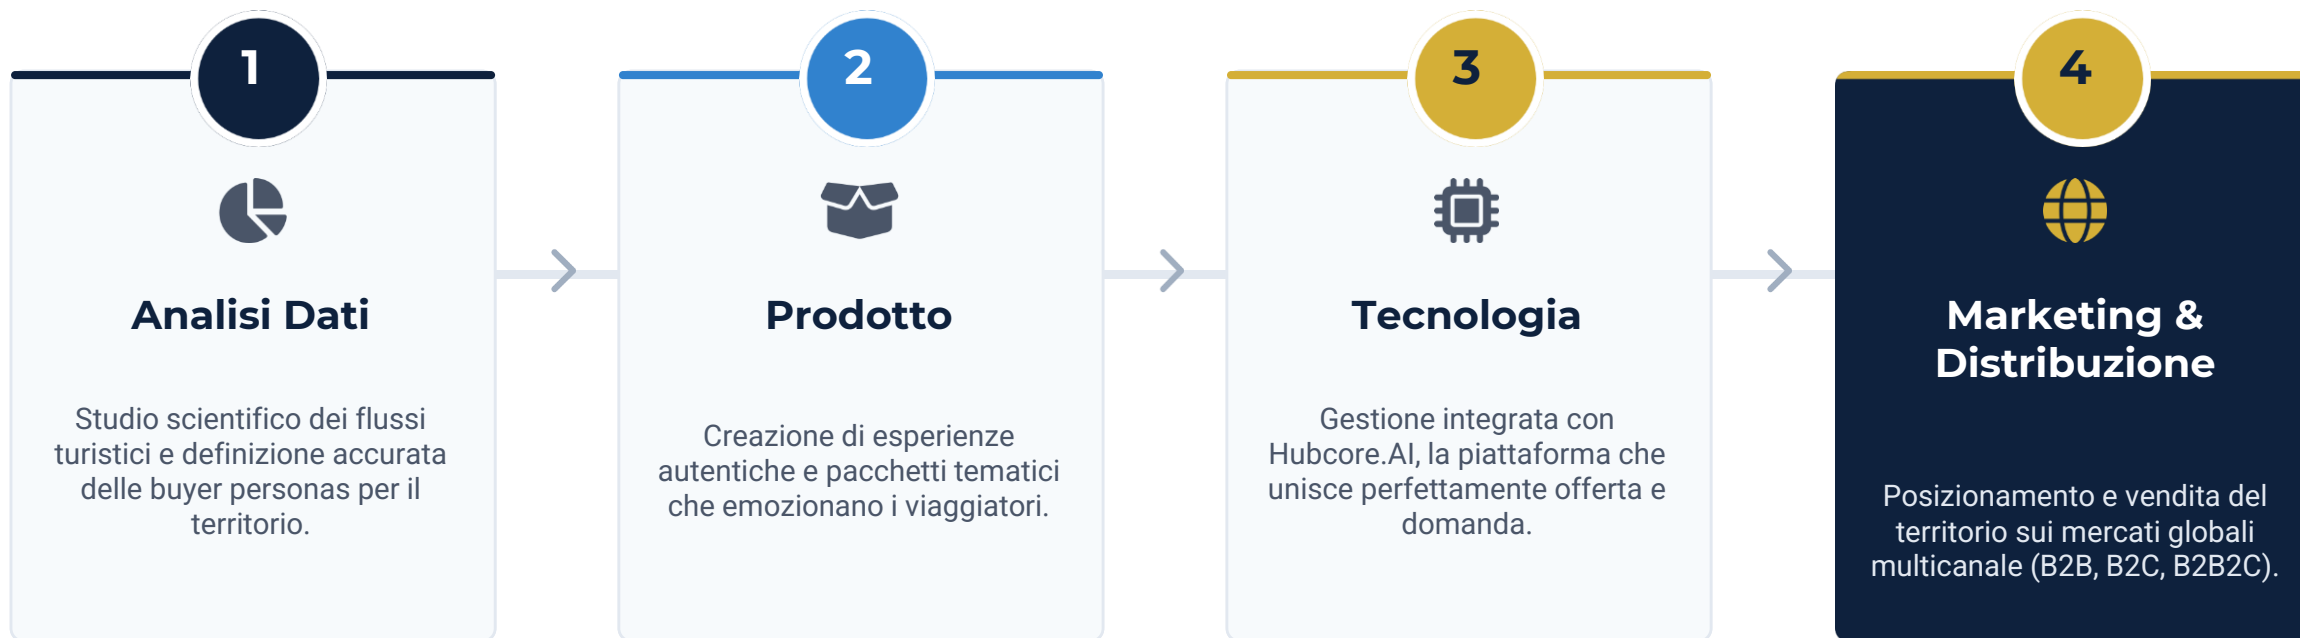 1
Analisi Dati
Studio scientifico dei flussi
turistici e definizione accurata
delle buyer personas per il
territorio.
2
Prodotto
Creazione di esperienze
autentiche e pacchetti tematici
che emozionano i viaggiatori.
3
Tecnologia
Gestione integrata con
Hubcore.AI, la piattaforma che
unisce perfettamente offerta e
domanda.
4
Marketing &
Distribuzione
Posizionamento e vendita del
territorio sui mercati globali
multicanale (B2B, B2C, B2B2C).